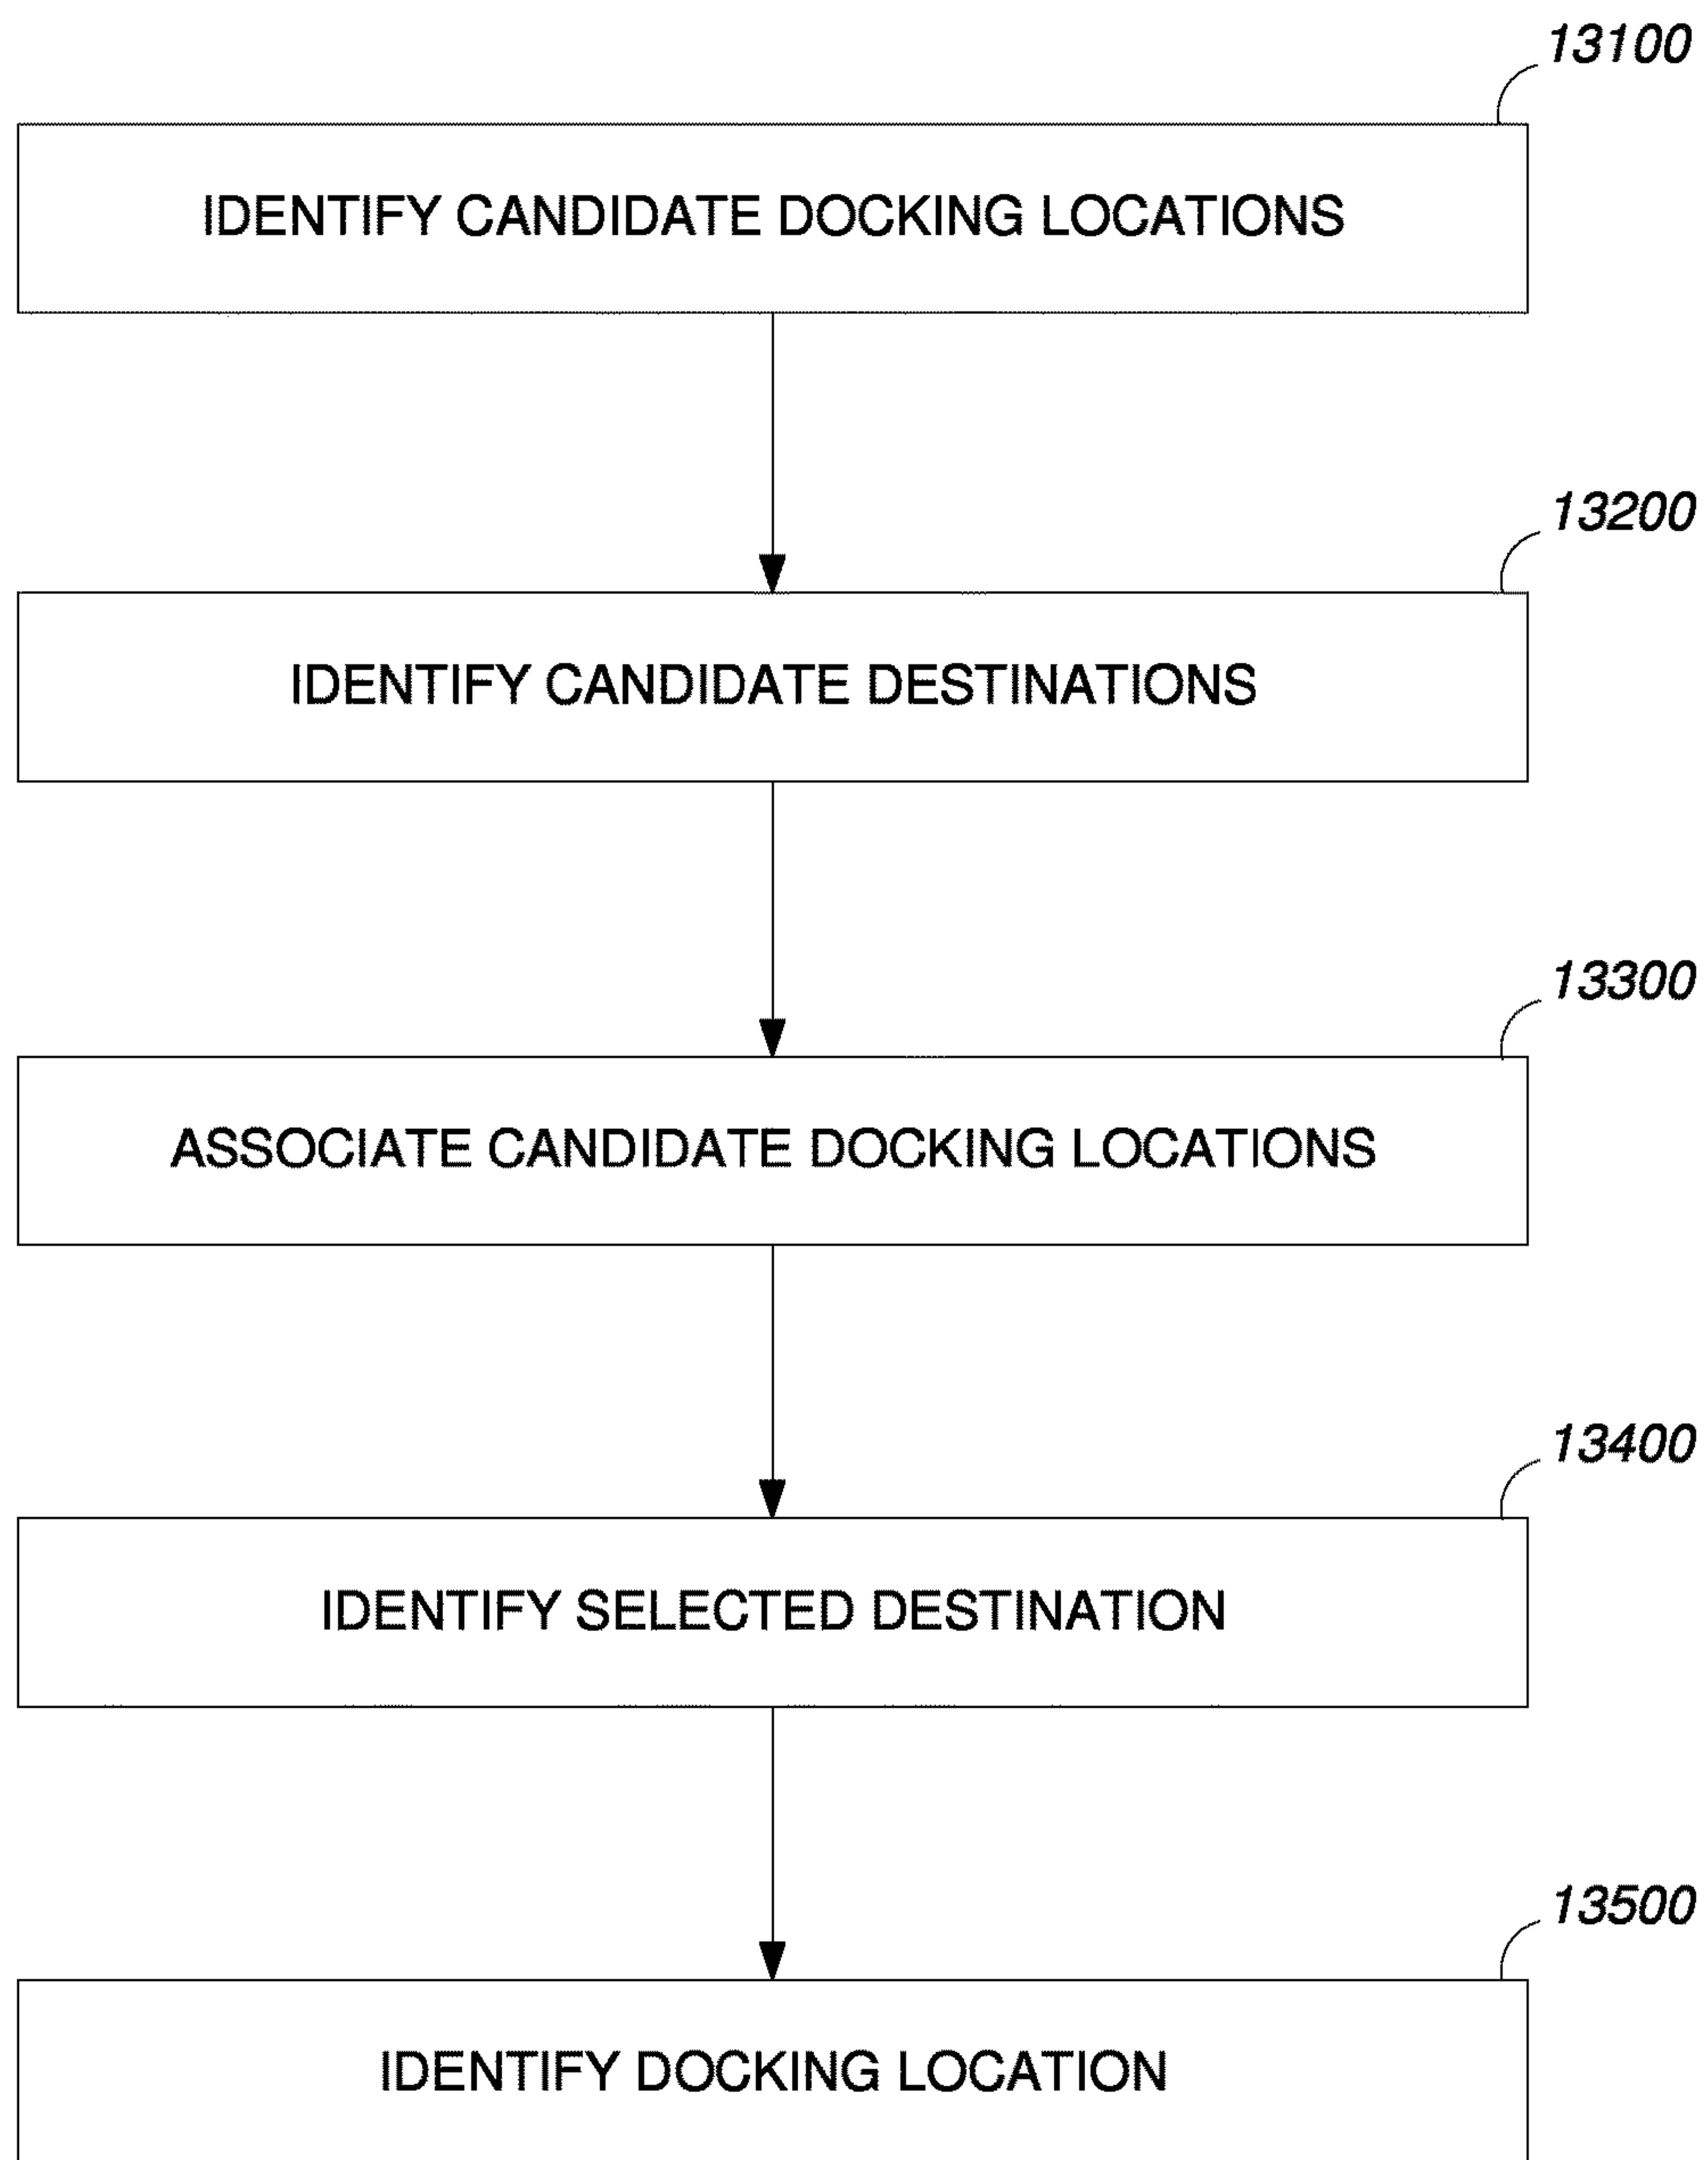 13100
IDENTIFY CANDIDATE DOCKING LOCATIONS
13200
IDENTIFY CANDIDATE DESTINATIONS
13300
ASSOCIATE CANDIDATE DOCKING LOCATIONS
13400
IDENTIFY SELECTED DESTINATION
13500
IDENTIFY DOCKING LOCATION